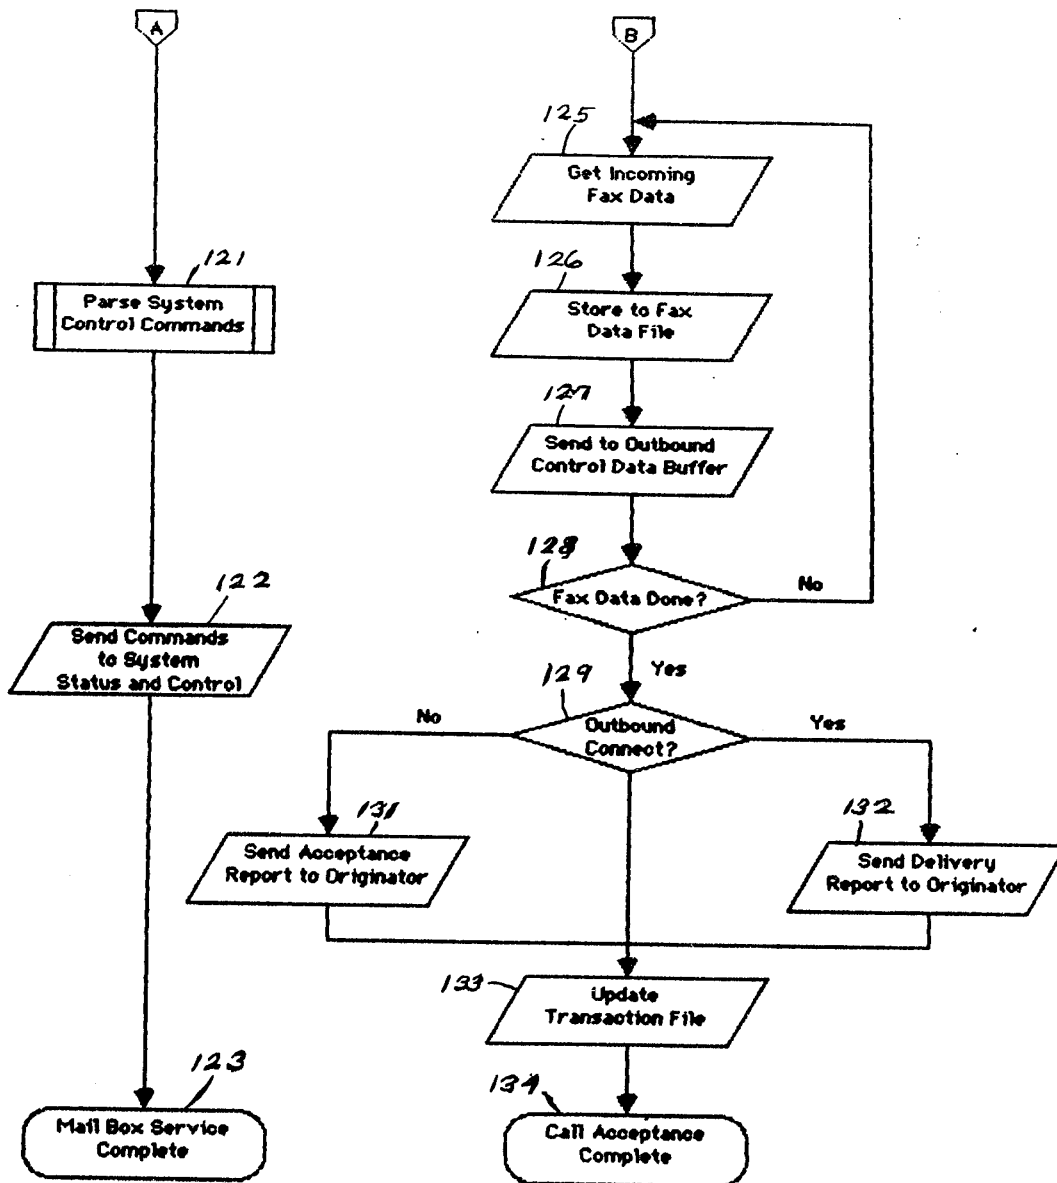 A
121
Parse System
Control Commands
122
Send Commands
to System
Status and Control
123
Mail Box Service
Complete
B
125
Get Incoming
Fax Data
126
Store to Fax
Data File
127
Send to Outbound
Control Data Buffer
128
Fax Data Done?
No
Yes
129
Outbound
Connect?
No
Yes
131
Send Acceptance
Report to Originator
132
Send Delivery
Report to Originator
133
Update
Transaction File
134
Call Acceptance
Complete